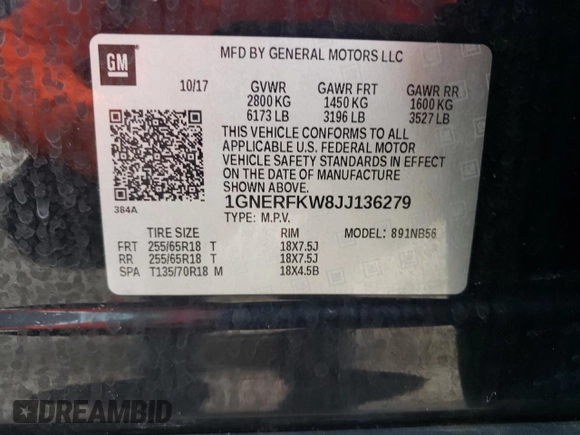 GM
MFD BY GENERAL MOTORS LLC
10/17 GVWR GAWR FRT GAWR RR
2800 KG 1450 KG 1600 KG
6173 LB 3196 LB 3527 LB
THIS VEHICLE CONFORMS TO ALL
APPLICABLE U.S. FEDERAL MOTOR
VEHICLE SAFETY STANDARDS IN EFFECT
ON THE DATE OF MANUFACTURE
SHOWN ABOVE.
384A
1GNERFKW8JJ136279
TYPE: M.P.V.
TIRE SIZE RIM MODEL: 891NB56
FRT 255/65R18 T 18X7.5J
RR 255/65R18 T 18X7.5J
SPA T135/70R18 M 18X4.5B
DREAMBID